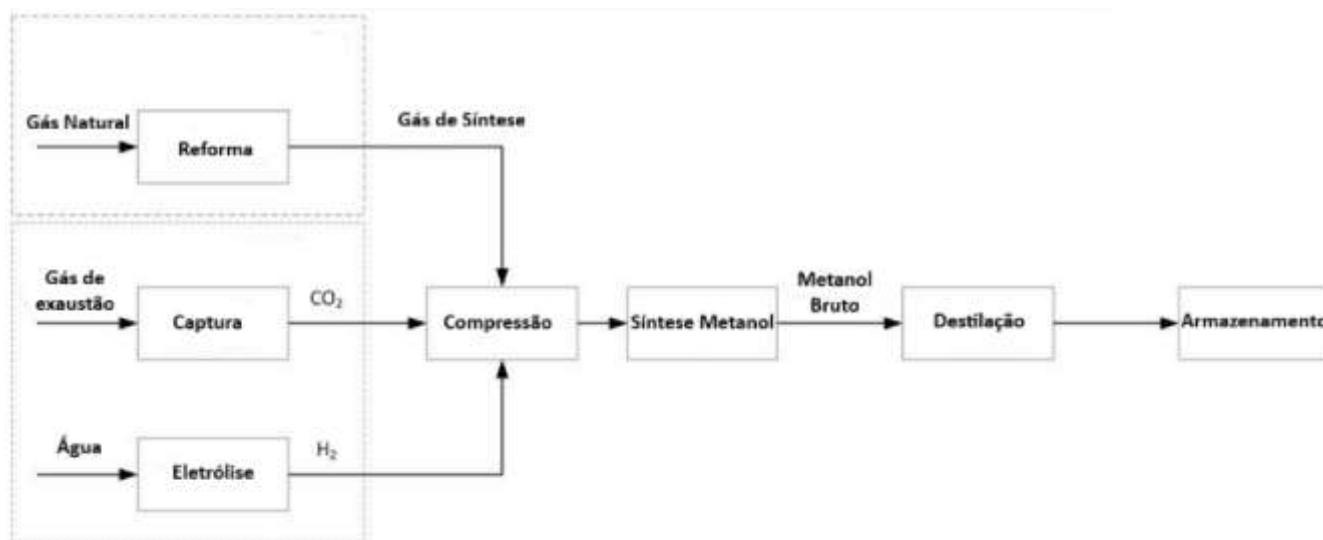 Gás Natural
Reforma
Gás de Síntese
Gás de
exaustão
Captura
CO₂
Compressão
Síntese Metanol
Metanol
Bruto
Destilação
Armazenamento
Água
Eletrólise
H₂